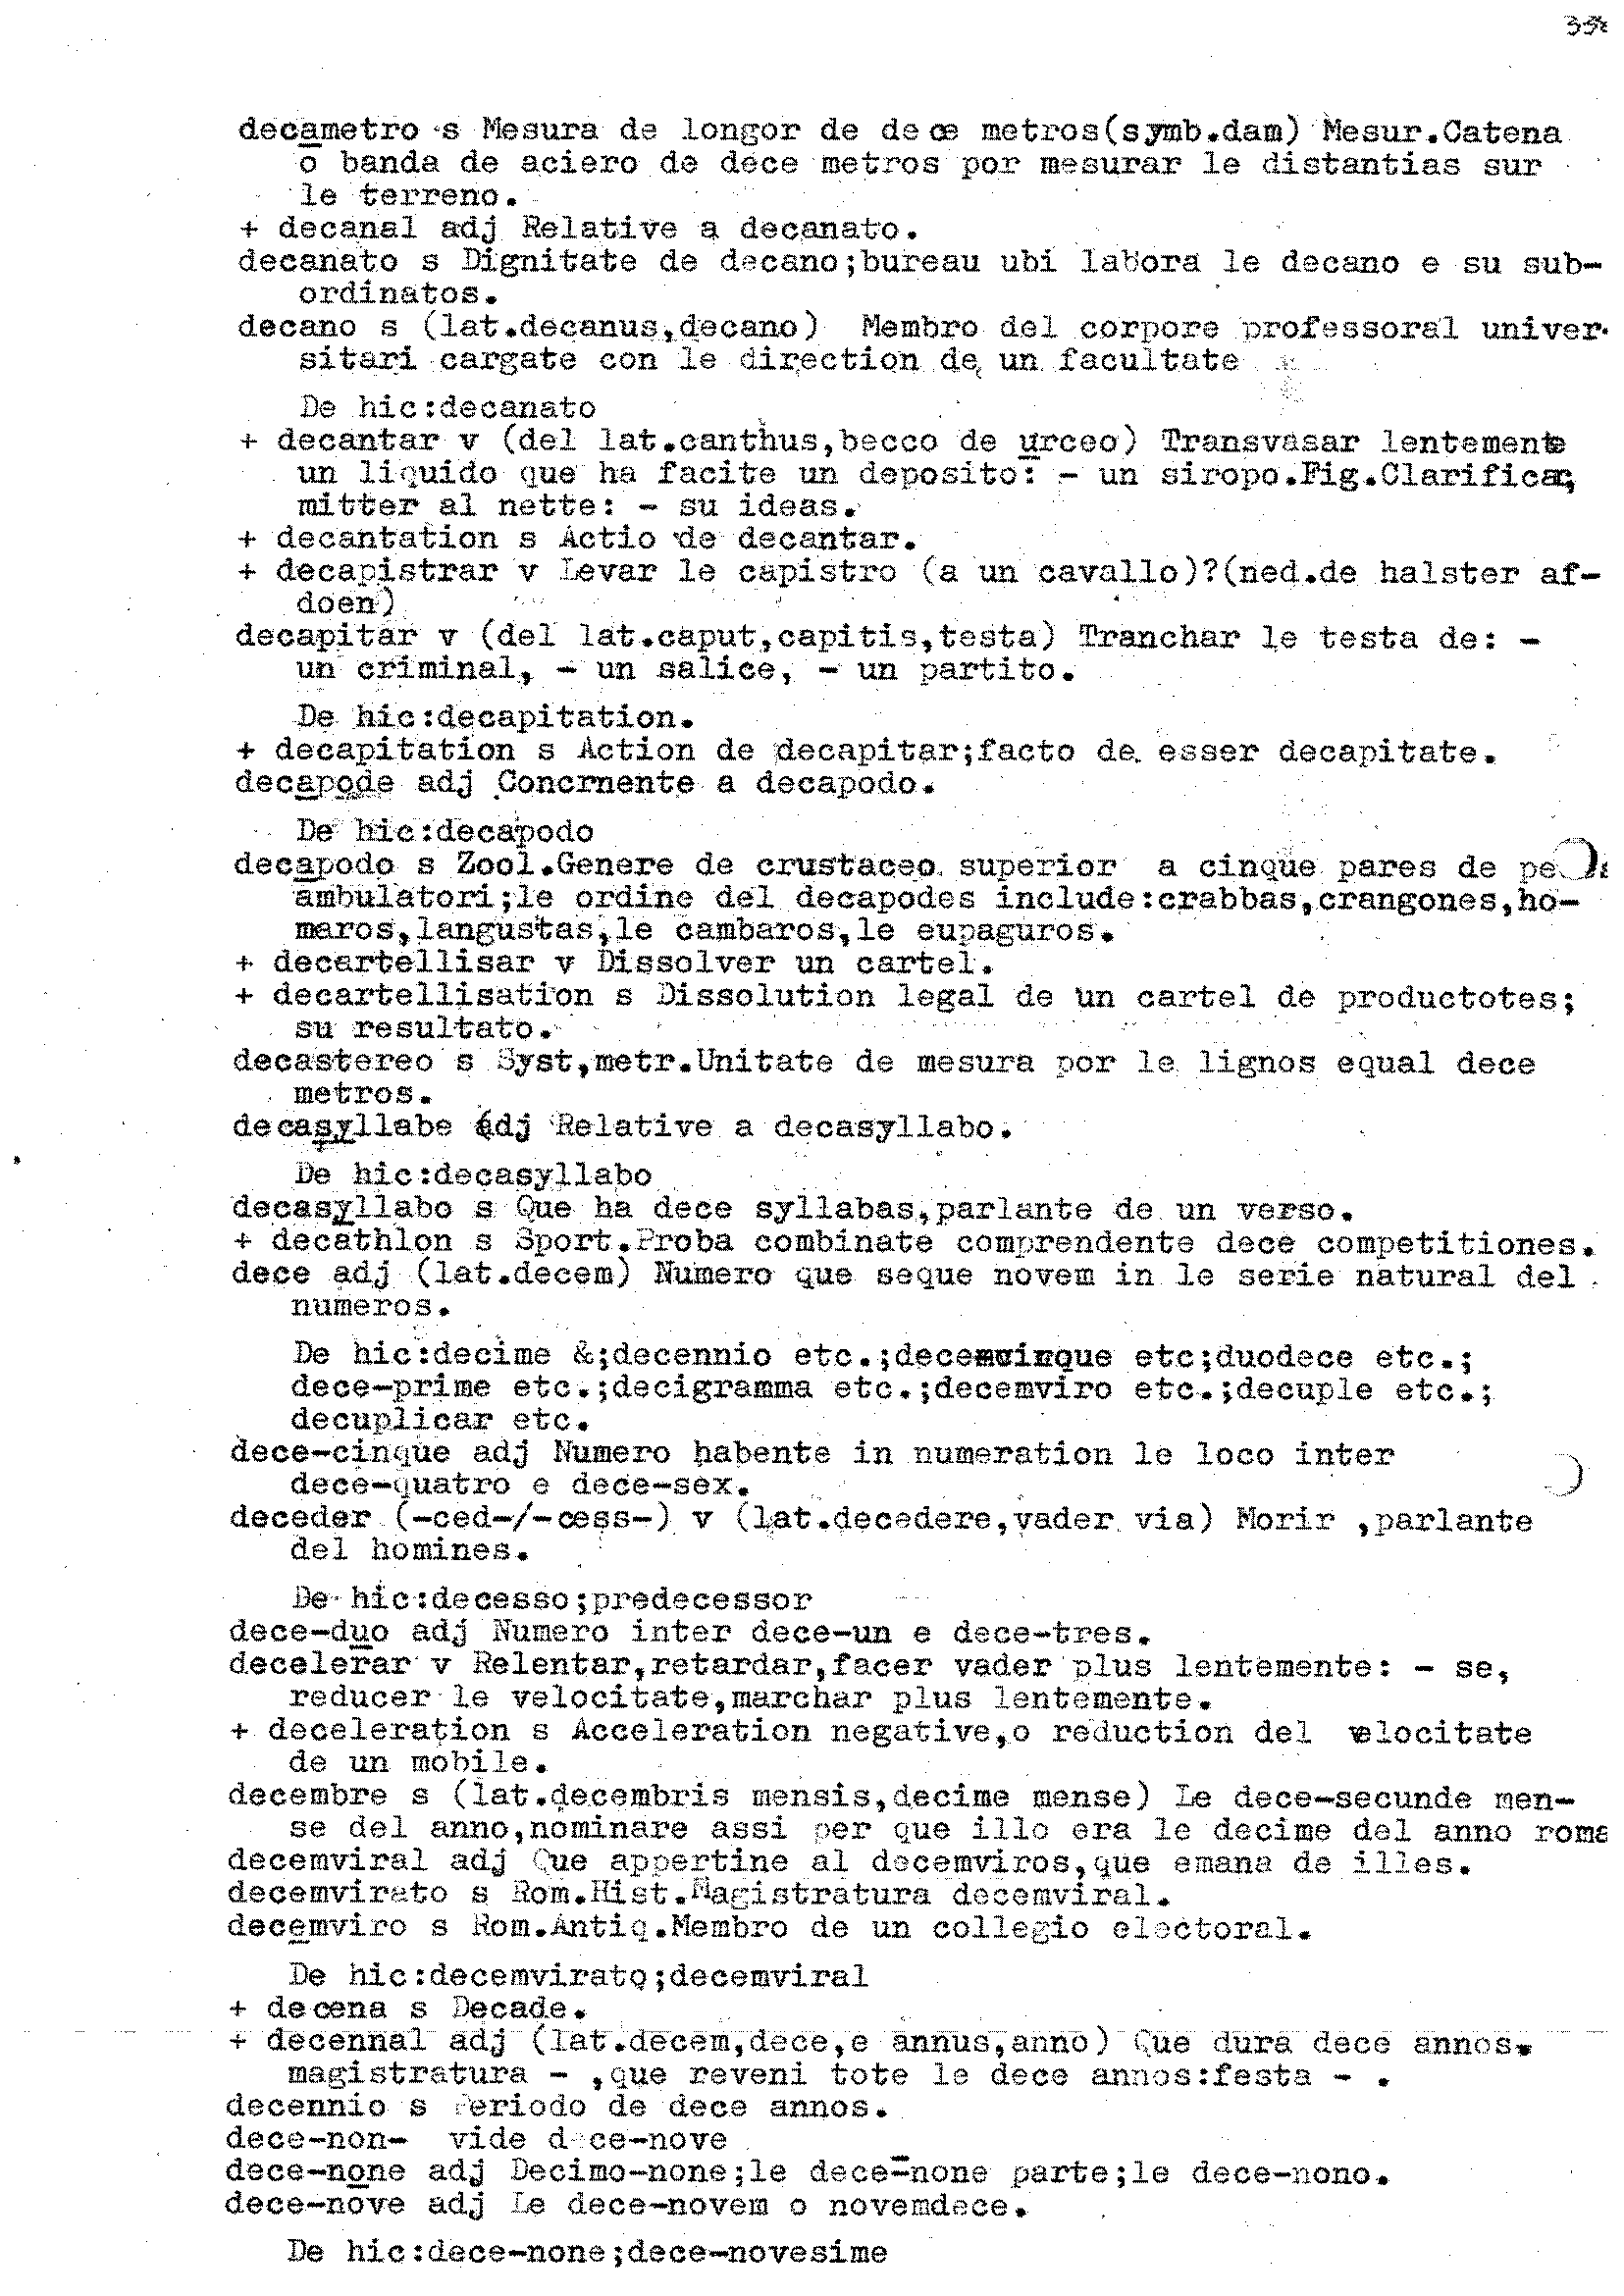 decametro s Mesura de longor de dece metros(symb.dam) Mesur.Catena
o banda de aciero de dece metros por mesurar le distantias sur
le terreno.
+ decanal adj Relative a decanato.
decanato s Dignitate de decano;bureau ubi labora le decano e su sub-
ordinatos.
decano s (lat.decanus,decano) Membro del corpore professoral univer-
sitari cargate con le direction de un facultate
De hic:decanato
+ decantar v (del lat.canthus,becco de urceo) Transvasar lentemente
un liquido que ha facite un deposito: - un siropo.Fig.Clarificar,
mitter al nette: - su ideas.
+ decantation s Actio de decantar.
+ decapistrar v Levar le capistro (a un cavallo)?(ned.de halster af-
doen)
decapitar v (del lat.caput,capitis,testa) Tranchar le testa de: -
un criminal, - un salice, - un partito.
De hic:decapitation.
+ decapitation s Action de decapitar;facto de esser decapitate.
decapode adj Concrnente a decapodo.
De hic:decapodo
decapodo s Zool.Genere de crustaceo superior a cinque pares de
ambulatori;le ordine del decapodes include:crabbas,crangones,ho-
maros,langustas,le cambaros,le eupaguros.
+ decartellisar v Dissolver un cartel.
+ decartellisation s Dissolution legal de un cartel de productotes;
su resultato.
decastereo s Syst,metr.Unitate de mesura por le lignos equal dece
metros.
decasyllabe adj Relative a decasyllabo.
De hic:decasyllabo
decasyllabo s Que ha dece syllabas,parlante de un verso.
+ decathlon s Sport.Proba combinate comprendente dece competitiones.
dece adj (lat.decem) Numero que seque novem in le serie natural del
numeros.
De hic:decime &;decennio etc.;etc;duodece etc.;
dece-prime etc.;decigramma etc.;decemviro etc.;decuple etc.;
decuplicar etc.
dece-cinque adj Numero habente in numeration le loco inter
dece-quatro e dece-sex.
deceder (-ced-/-cess-) v (lat.decedere,vader via) Morir ,parlante
del homines.
De hic:decesso;predecessor
dece-duo adj Numero inter dece-un e dece-tres.
decelerar v Relentar,retardar,facer vader plus lentemente: - se,
reducer le velocitate,marchar plus lentemente.
+ deceleration s Acceleration negative,o reduction del velocitate
de un mobile.
decembre s (lat.decembris mensis,decime mense) Le dece-secunde men-
se del anno,nominare assi per que illo era le decime del anno roma
decemviral adj Que appertine al decemviros,que emana de illes.
decemvirato s Rom.Hist.Magistratura decemviral.
decemviro s Rom.Antiq.Membro de un collegio electoral.
De hic:decemvirato;decemviral
+ decena s Decade.
+ decennal adj (lat.decem,dece,e annus,anno) Que dura dece annos.
magistratura - ,que reveni tote le dece annos:festa - .
decennio s Periodo de dece annos.
dece-non- vide dece-nove
dece-none adj Decimo-none;le dece-none parte;le dece-nono.
dece-nove adj Le dece-novem o novemdece.
De hic:dece-none;dece-novesime